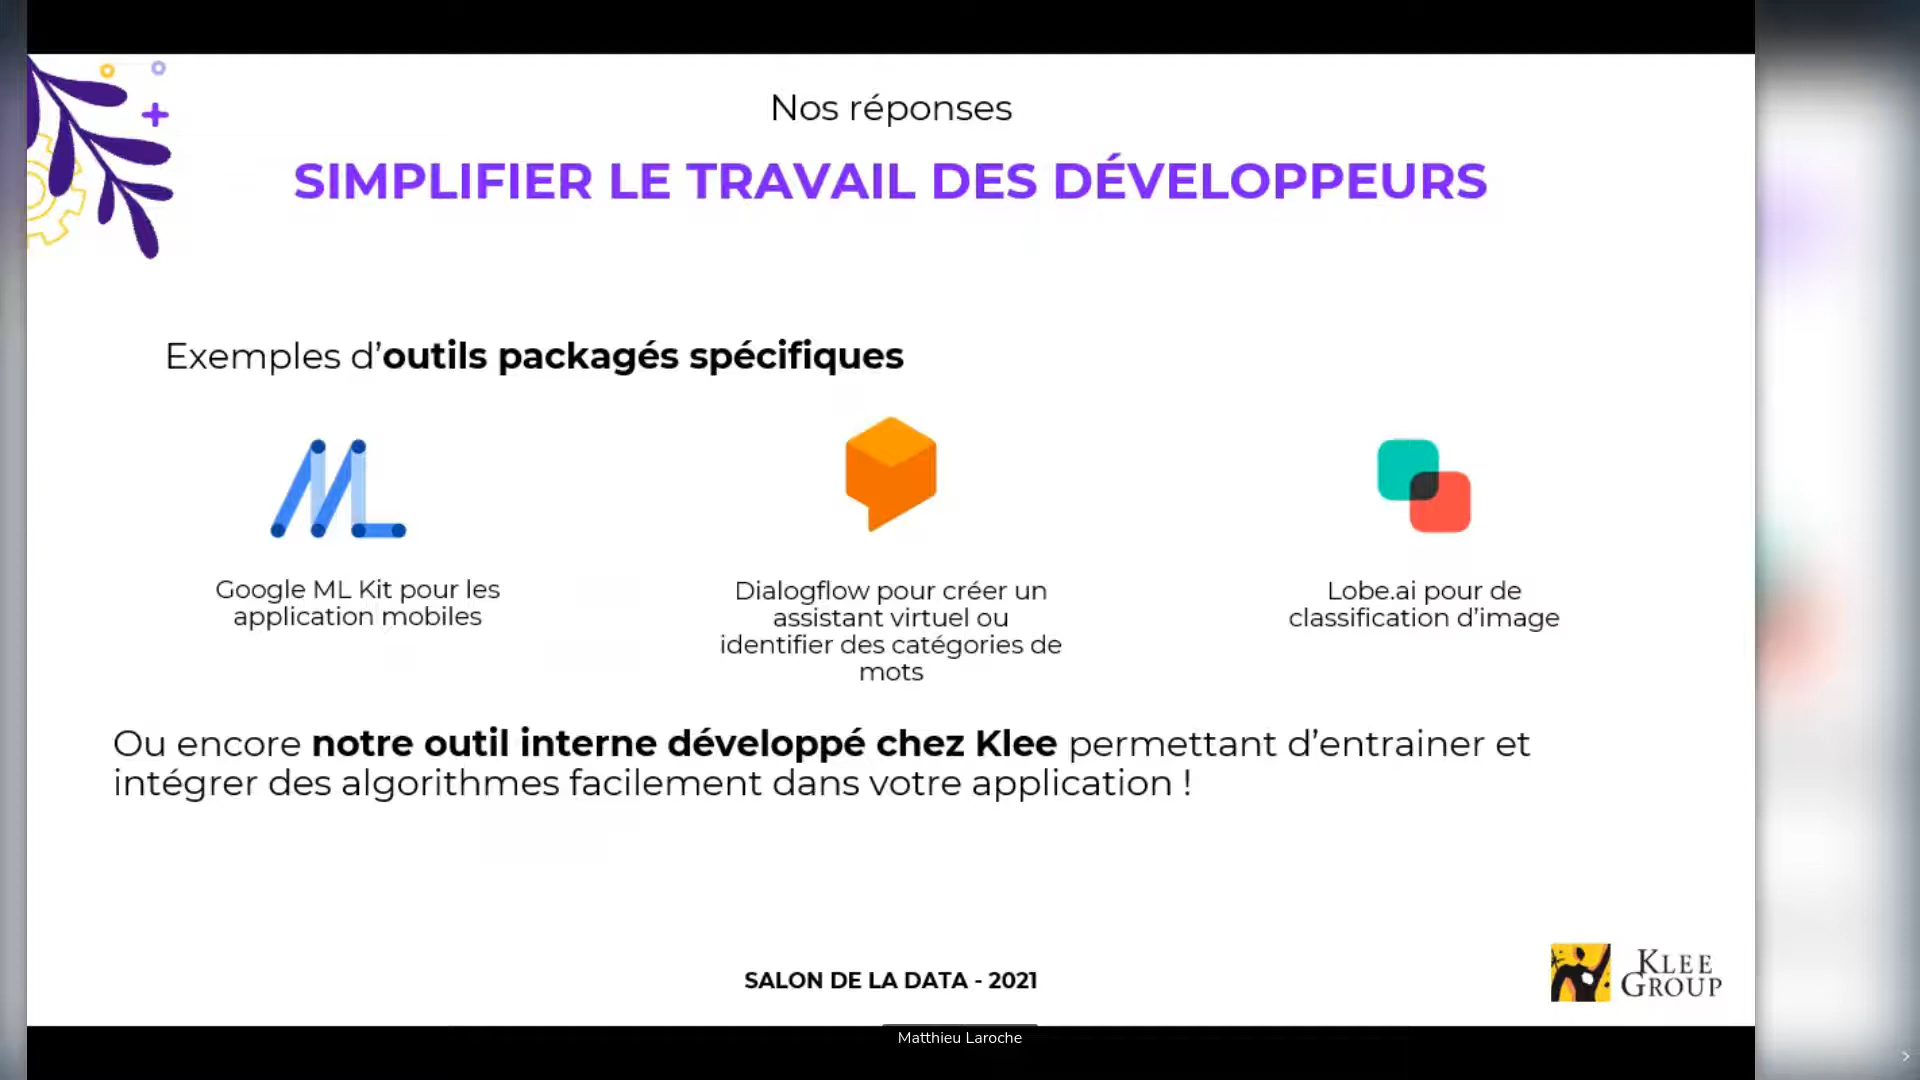 Nos réponses
SIMPLIFIER LE TRAVAIL DES DÉVELOPPEURS
Exemples d’outils packagés spécifiques
Google ML Kit pour les
application mobiles
Dialogflow pour créer un
assistant virtuel ou
identifier des catégories de
mots
Lobe.ai pour de
classification d’image
Ou encore notre outil interne développé chez Klee permettant d’entrainer et
intégrer des algorithmes facilement dans votre application !
SALON DE LA DATA - 2021
KLEE
GROUP
Matthieu Laroche